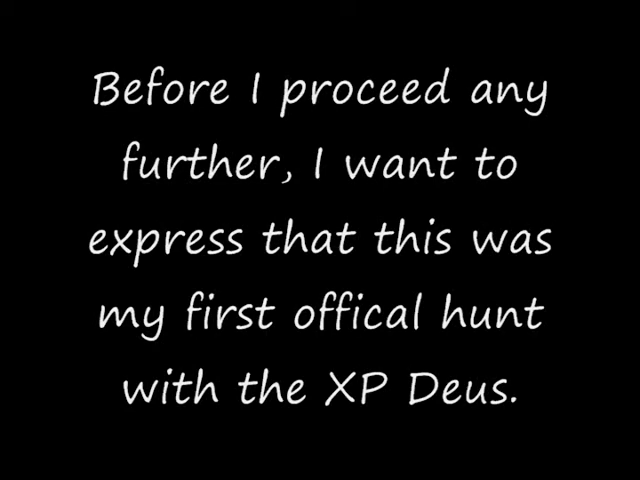 Before I proceed any
further, I want to
express that this was
my first offical hunt
with the XP Deus.